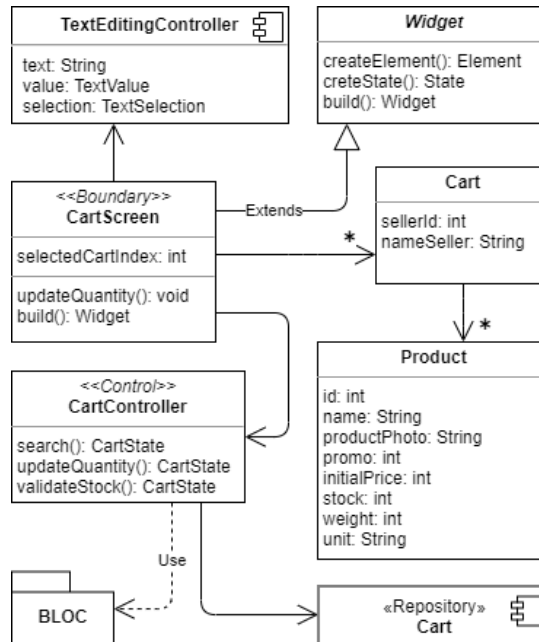 TextEditingController
text: String
value: TextValue
selection: TextSelection
Widget
createElement(): Element
creteState(): State
build(): Widget
<<Boundary>>
CartScreen
selectedCartIndex: int
updateQuantity(): void
build(): Widget
Extends
*
Cart
sellerId: int
nameSeller: String
*
<<Control>>
CartController
search(): CartState
updateQuantity(): CartState
validateStock(): CartState
Product
id: int
name: String
productPhoto: String
promo: int
initialPrice: int
stock: int
weight: int
unit: String
Use
BLOC
«Repository»
Cart